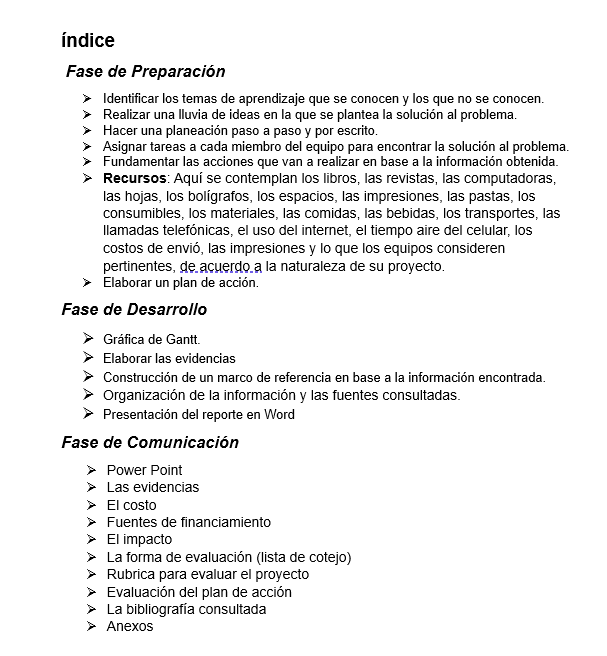 índice
Fase de Preparación
➢ Identificar los temas de aprendizaje que se conocen y los que no se conocen.
➢ Realizar una lluvia de ideas en la que se plantea la solución al problema.
➢ Hacer una planeación paso a paso y por escrito.
➢ Asignar tareas a cada miembro del equipo para encontrar la solución al problema.
➢ Fundamentar las acciones que van a realizar en base a la información obtenida.
➢ Recursos: Aquí se contemplan los libros, las revistas, las computadoras,
las hojas, los bolígrafos, los espacios, las impresiones, las pastas, los
consumibles, los materiales, las comidas, las bebidas, los transportes, las
llamadas telefónicas, el uso del internet, el tiempo aire del celular, los
costos de envió, las impresiones y lo que los equipos consideren
pertinentes, de acuerdo a la naturaleza de su proyecto.
➢ Elaborar un plan de acción.
Fase de Desarrollo
➢ Gráfica de Gantt.
➢ Elaborar las evidencias
➢ Construcción de un marco de referencia en base a la información encontrada.
➢ Organización de la información y las fuentes consultadas.
➢ Presentación del reporte en Word
Fase de Comunicación
➢ Power Point
➢ Las evidencias
➢ El costo
➢ Fuentes de financiamiento
➢ El impacto
➢ La forma de evaluación (lista de cotejo)
➢ Rubrica para evaluar el proyecto
➢ Evaluación del plan de acción
➢ La bibliografía consultada
➢ Anexos